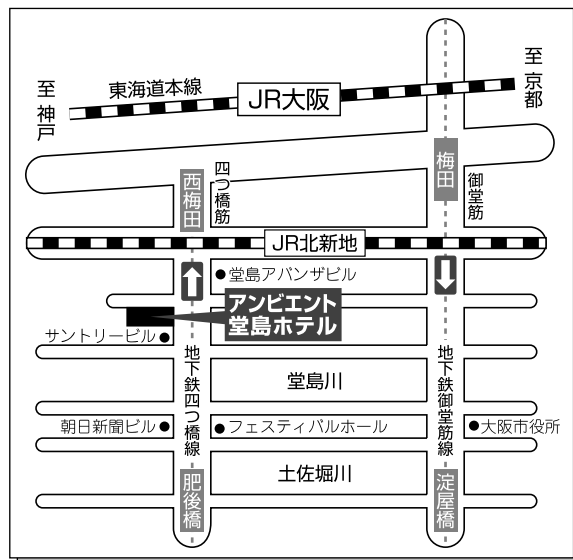 至 京都
東海道本線
JR大阪
至 神戸
梅田
四つ橋筋
西梅田
御堂筋
JR北新地
堂島アバンザビル
アンビエント
堂島ホテル
サントリービル
地下鉄四つ橋線
地下鉄御堂筋線
堂島川
朝日新聞ビル
フェスティバルホール
大阪市役所
土佐堀川
肥後橋
淀屋橋